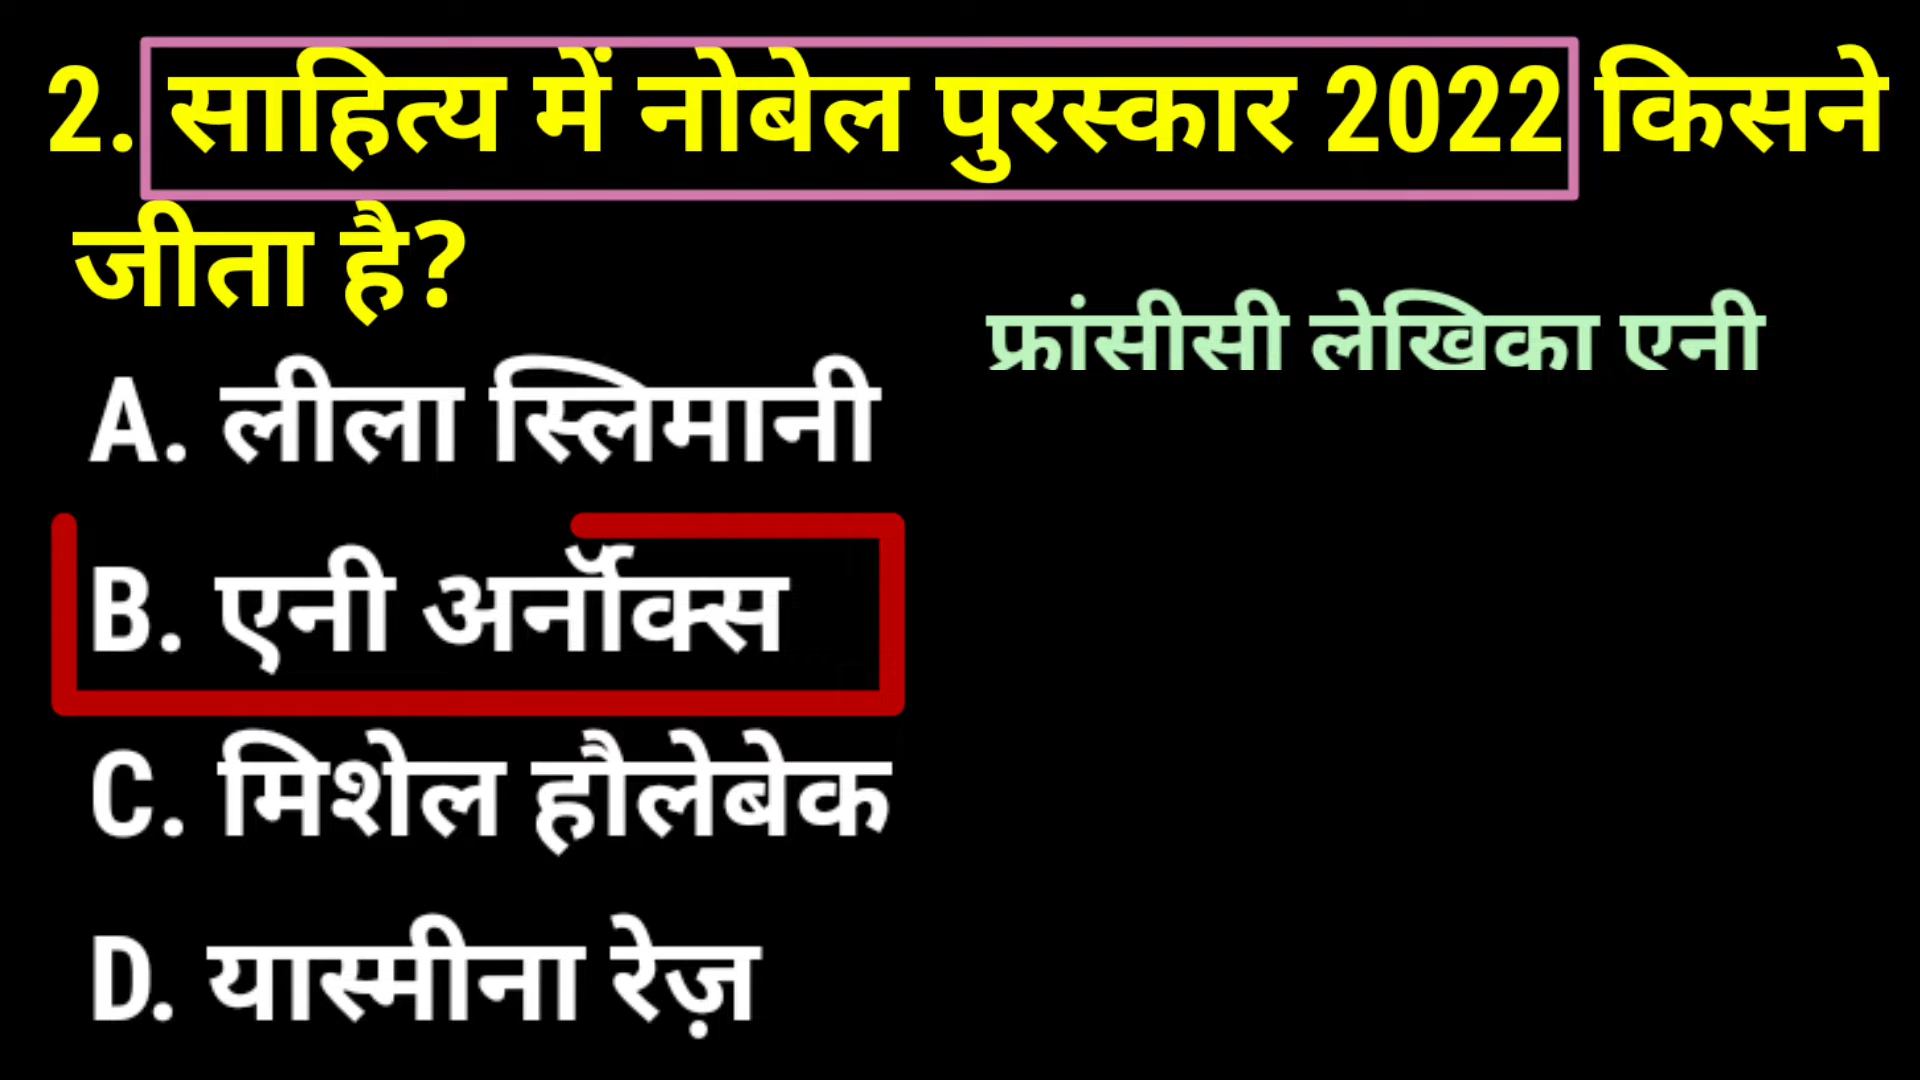 2. साहित्य में नोबेल पुरस्कार 2022 किसने
जीता है?
फ्रांसीसी लेखिका एनी
A. लीला स्लिमानी
B. एनी अर्नॉक्स
C. मिशेल हौलेबेक
D. यास्मीना रेज़